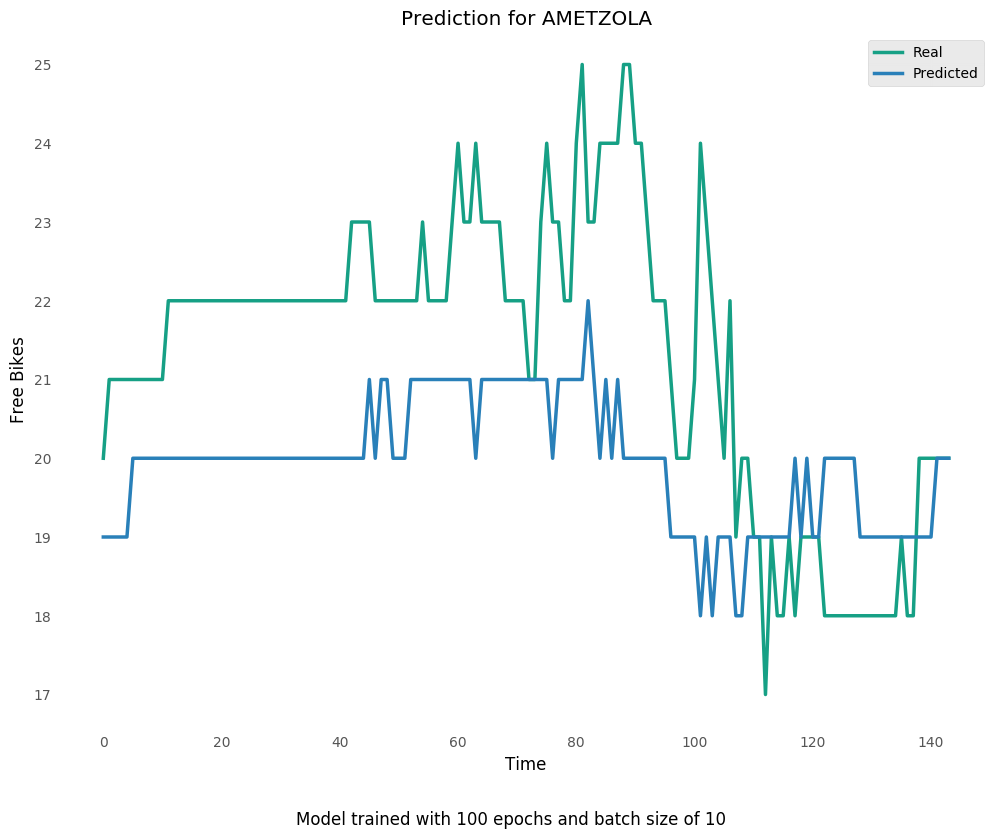 Prediction for AMETZOLA
Real
Predicted
25
24
23
22
21
20
19
18
17
Free Bikes
0 20 40 60 80 100 120 140
Time
Model trained with 100 epochs and batch size of 10